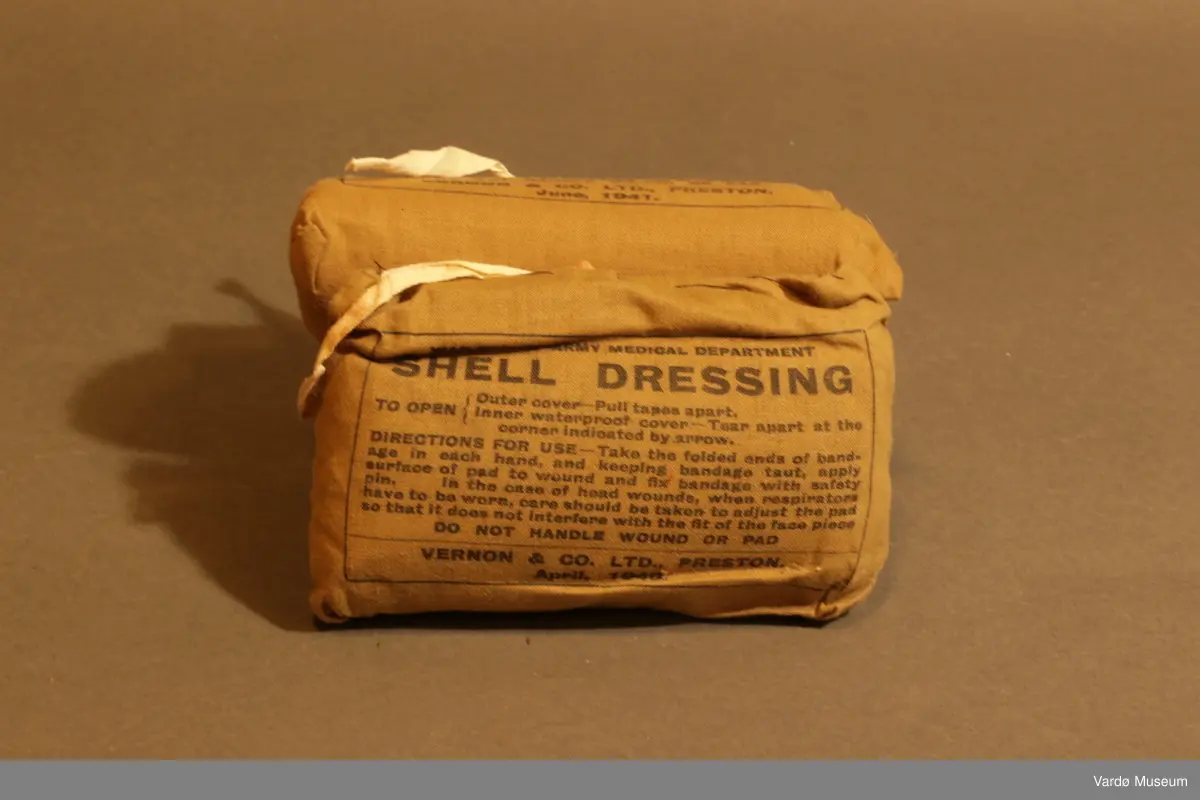 & CO. LTD., PRESTON.
June, 1941.
ARMY MEDICAL DEPARTMENT
SHELL DRESSING
TO OPEN { Outer cover—Pull tapes apart.
Inner waterproof cover—Tear apart at the
corner indicated by arrow.
DIRECTIONS FOR USE—Take the folded ends of band-
age in each hand, and keeping bandage taut, apply
surface of pad to wound and fix bandage with safety
pin. In the case of head wounds, when respirators
have to be worn, care should be taken to adjust the pad
so that it does not interfere with the fit of the face piece
DO NOT HANDLE WOUND OR PAD
VERNON & CO. LTD., PRESTON.
April,
Vardø Museum